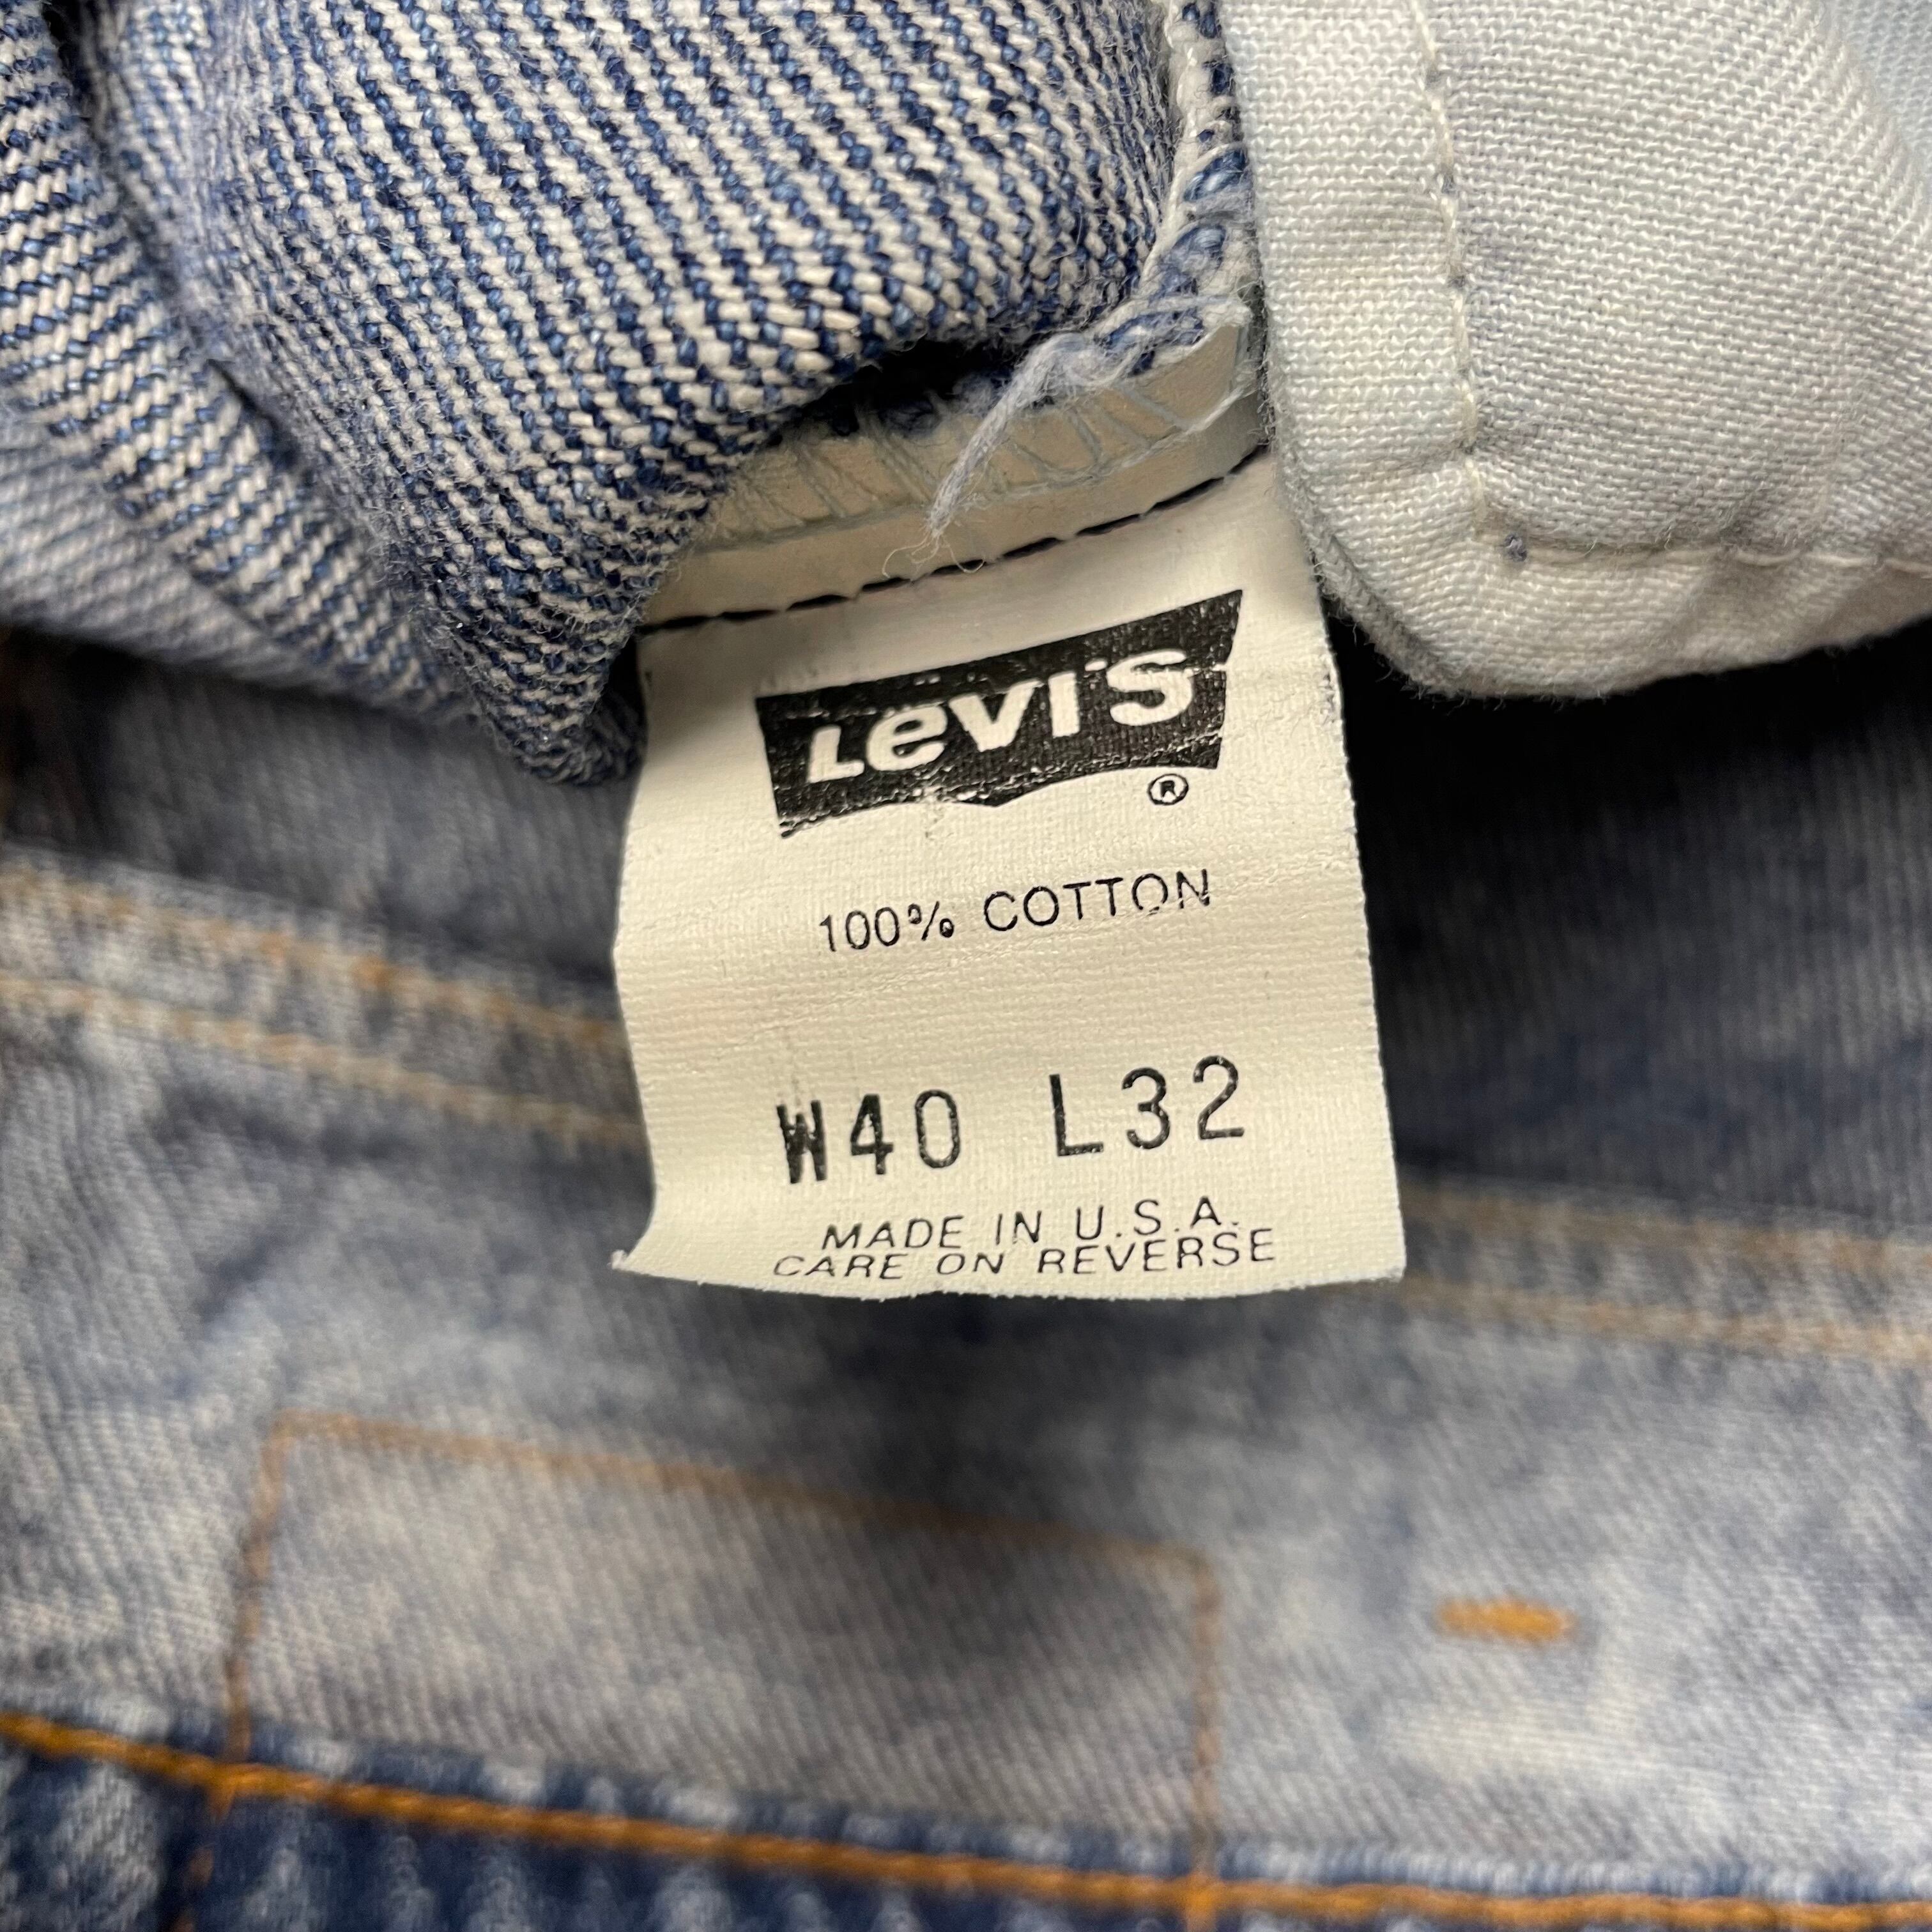 Levi's
®
100% COTTON
W40 L32
MADE IN U.S.A.
CARE ON REVERSE